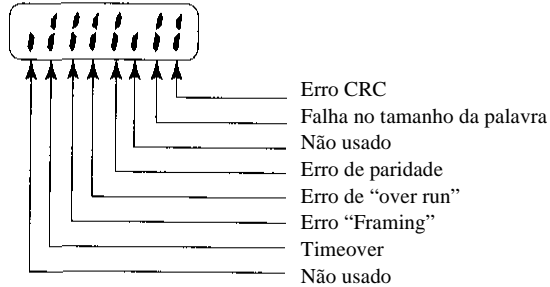 Erro CRC
Falha no tamanho da palavra
Não usado
Erro de paridade
Erro de “over run”
Erro “Framing”
Timeover
Não usado